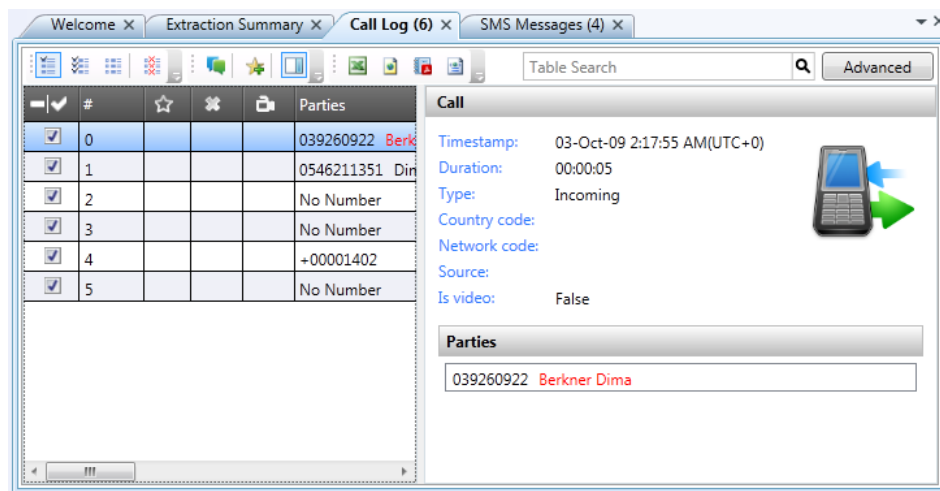 Welcome Extraction Summary Call Log (6) SMS Messages (4)
Table Search Advanced
# Parties
0 039260922 Berk
1 0546211351 Dim
2 No Number
3 No Number
4 +00001402
5 No Number
Call
Timestamp: 03-Oct-09 2:17:55 AM(UTC+0)
Duration: 00:00:05
Type: Incoming
Country code:
Network code:
Source:
Is video: False
Parties
039260922 Berkner Dima